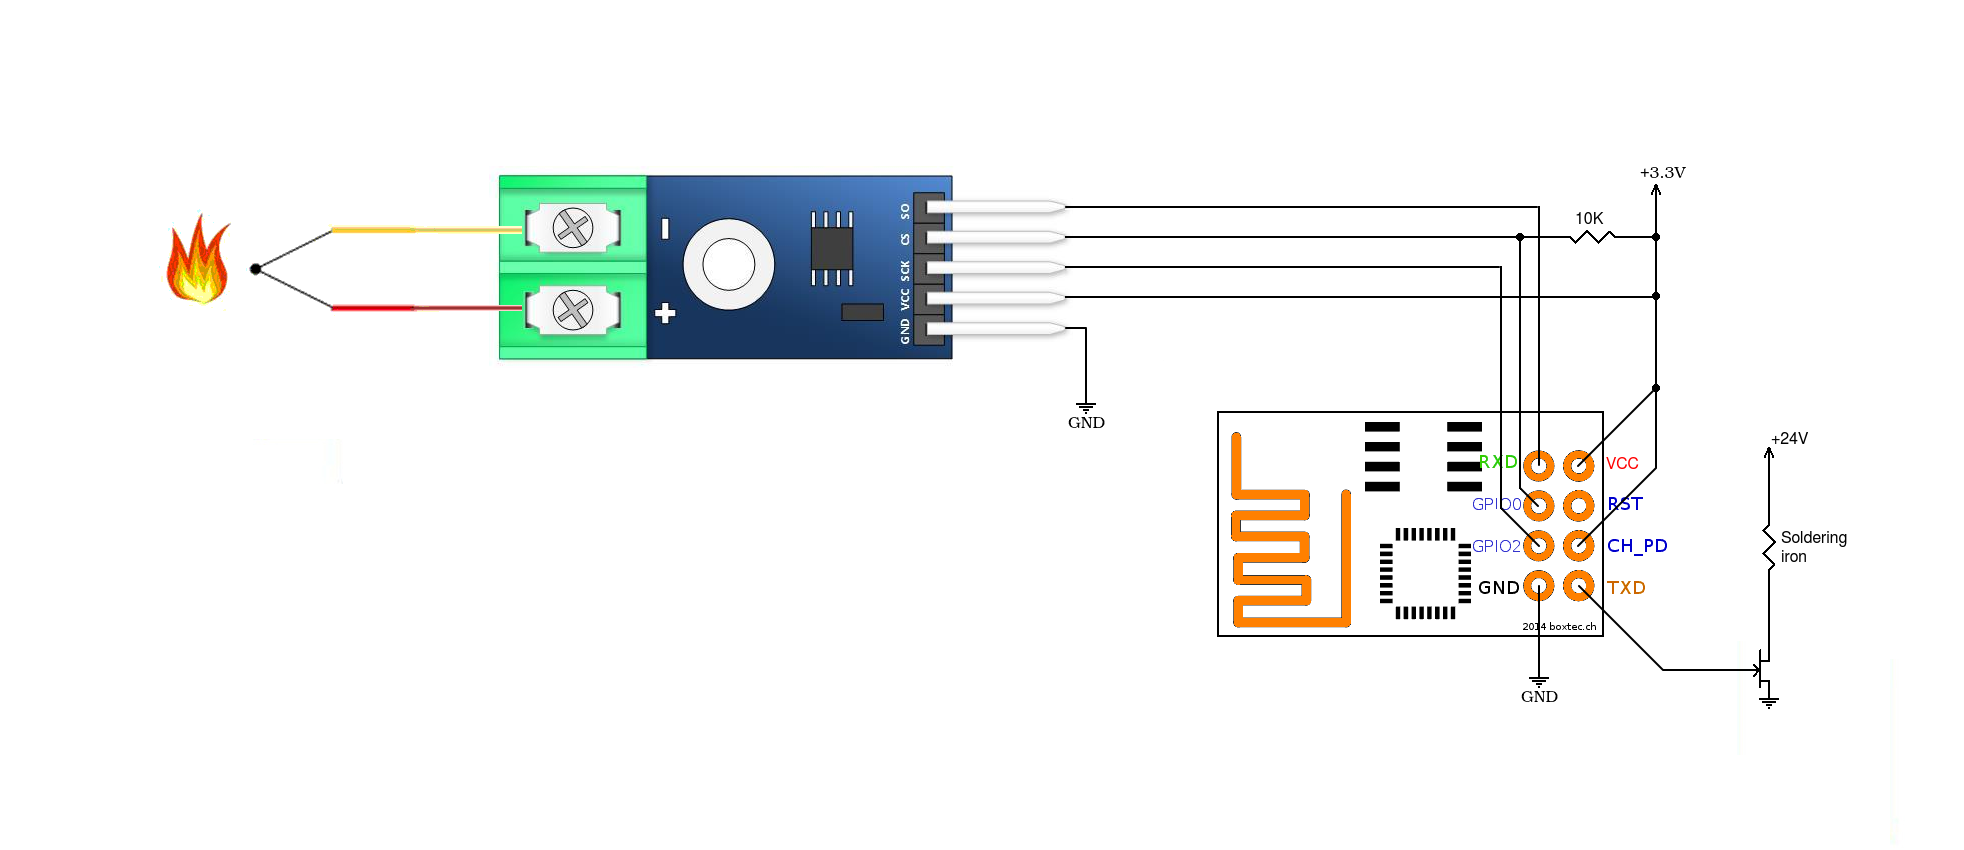 +3.3V
10K
SO
CS
SCK
VCC
GND
GND
+24V
RXD
VCC
GPIO0
RST
GPIO2
CH_PD
Soldering
iron
GND
TXD
2014 boxtec.ch
GND